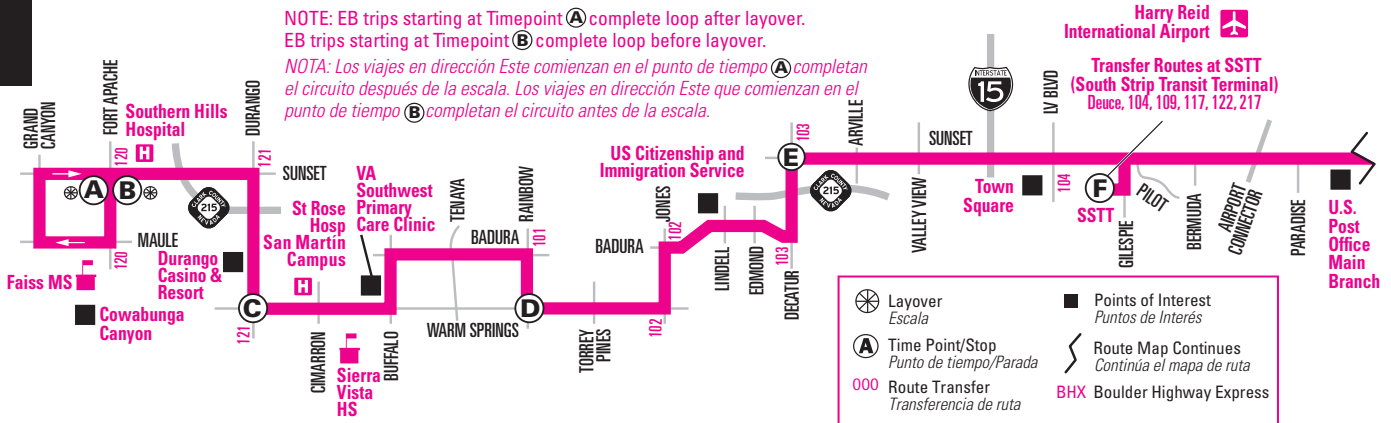 NOTE: EB trips starting at Timepoint A complete loop after layover.
EB trips starting at Timepoint B complete loop before layover.
NOTA: Los viajes en dirección Este comienzan en el punto de tiempo A completan
el circuito después de la escala. Los viajes en dirección Este que comienzan en el
punto de tiempo B completan el circuito antes de la escala.
Harry Reid
International Airport
Transfer Routes at SSTT
(South Strip Transit Terminal)
Deuce, 104, 109, 117, 122, 217
INTERSTATE
15
GRAND
CANYON
FORT APACHE
120
Southern Hills
Hospital
H
DURANGO
121
SUNSET
A
B
CLARK COUNTY
215
NEVADA
MAULE
120
Faiss MS
Cowabunga
Canyon
Durango
Casino &
Resort
C
121
St Rose
Hosp
San Martín
Campus
H
VA
Southwest
Primary
Care Clinic
CIMARRON
Sierra
Vista
HS
BUFFALO
TENAYA
BADURA
WARM SPRINGS
RAINBOW
101
D
TORREY
PINES
102
JONES
102
BADURA
US Citizenship and
Immigration Service
LINDELL
EDMOND
103
DECATUR
E
103
ARVILLE
CLARK COUNTY
215
NEVADA
SUNSET
VALLEY VIEW
Town
Square
LV BLVD
104
F
SSTT
GILESPIE
PILOT
BERMUDA
AIRPORT
CONNECTOR
PARADISE
U.S.
Post
Office
Main
Branch
Layover
Escala
A Time Point/Stop
Punto de tiempo/Parada
000 Route Transfer
Transferencia de ruta
Points of Interest
Puntos de Interés
Route Map Continues
Continúa el mapa de ruta
BHX Boulder Highway Express